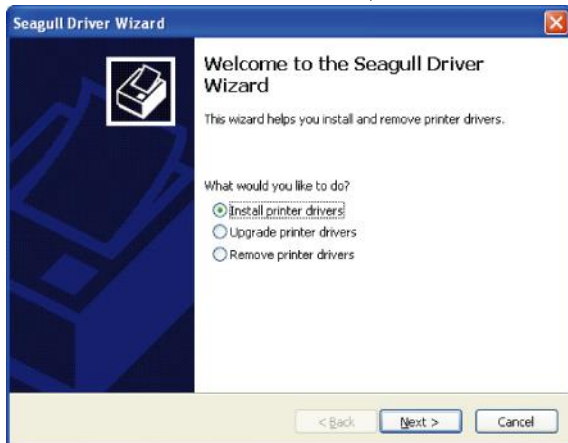 Seagull Driver Wizard
Welcome to the Seagull Driver
Wizard
This wizard helps you install and remove printer drivers.
What would you like to do?
Install printer drivers
Upgrade printer drivers
Remove printer drivers
< Back
Next >
Cancel